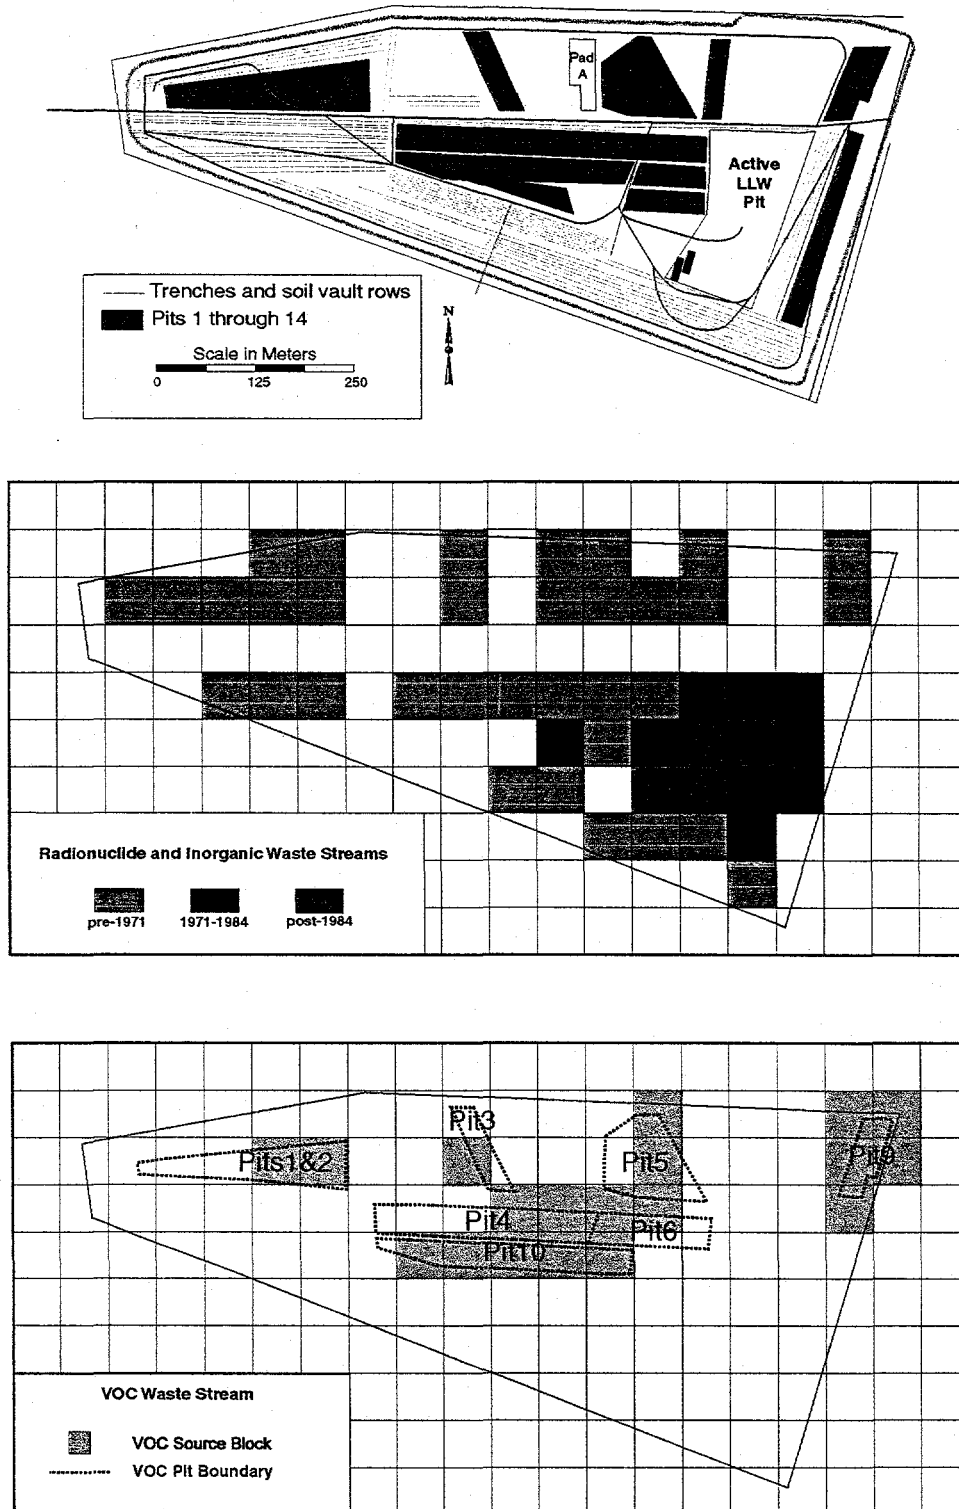 Pad
A
Active
LLW
Pit
Trenches and soil vault rows
Pits 1 through 14
Scale in Meters
0 125 250
N
Radionuclide and Inorganic Waste Streams
pre-1971 1971-1984 post-1984
Pit3
Pits1&2
Pit5
Pit9
Pit4
Pit6
Pit10
VOC Waste Stream
VOC Source Block
VOC Pit Boundary